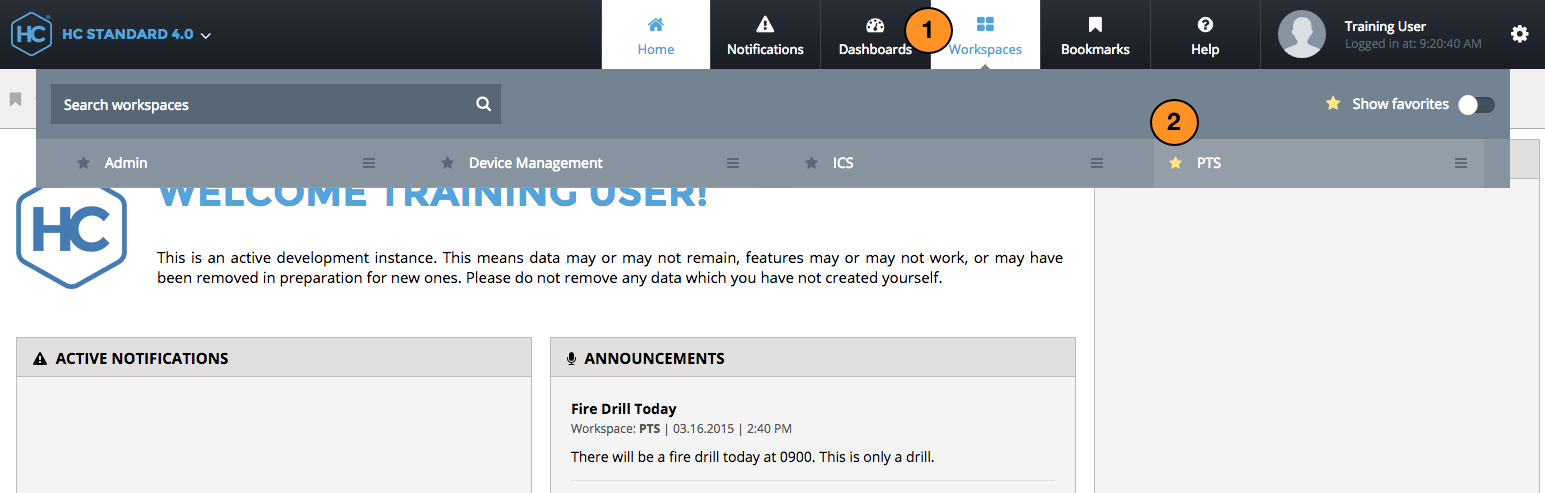 HC HC STANDARD 4.0
Home
Notifications
Dashboards
1
Workspaces
Bookmarks
Help
Training User
Logged in at: 9:20:40 AM
Search workspaces
Show favorites
2
Admin
Device Management
ICS
PTS
HC
WELCOME TRAINING USER!
This is an active development instance. This means data may or may not remain, features may or may not work, or may have
been removed in preparation for new ones. Please do not remove any data which you have not created yourself.
ACTIVE NOTIFICATIONS
ANNOUNCEMENTS
Fire Drill Today
Workspace: PTS | 03.16.2015 | 2:40 PM
There will be a fire drill today at 0900. This is only a drill.